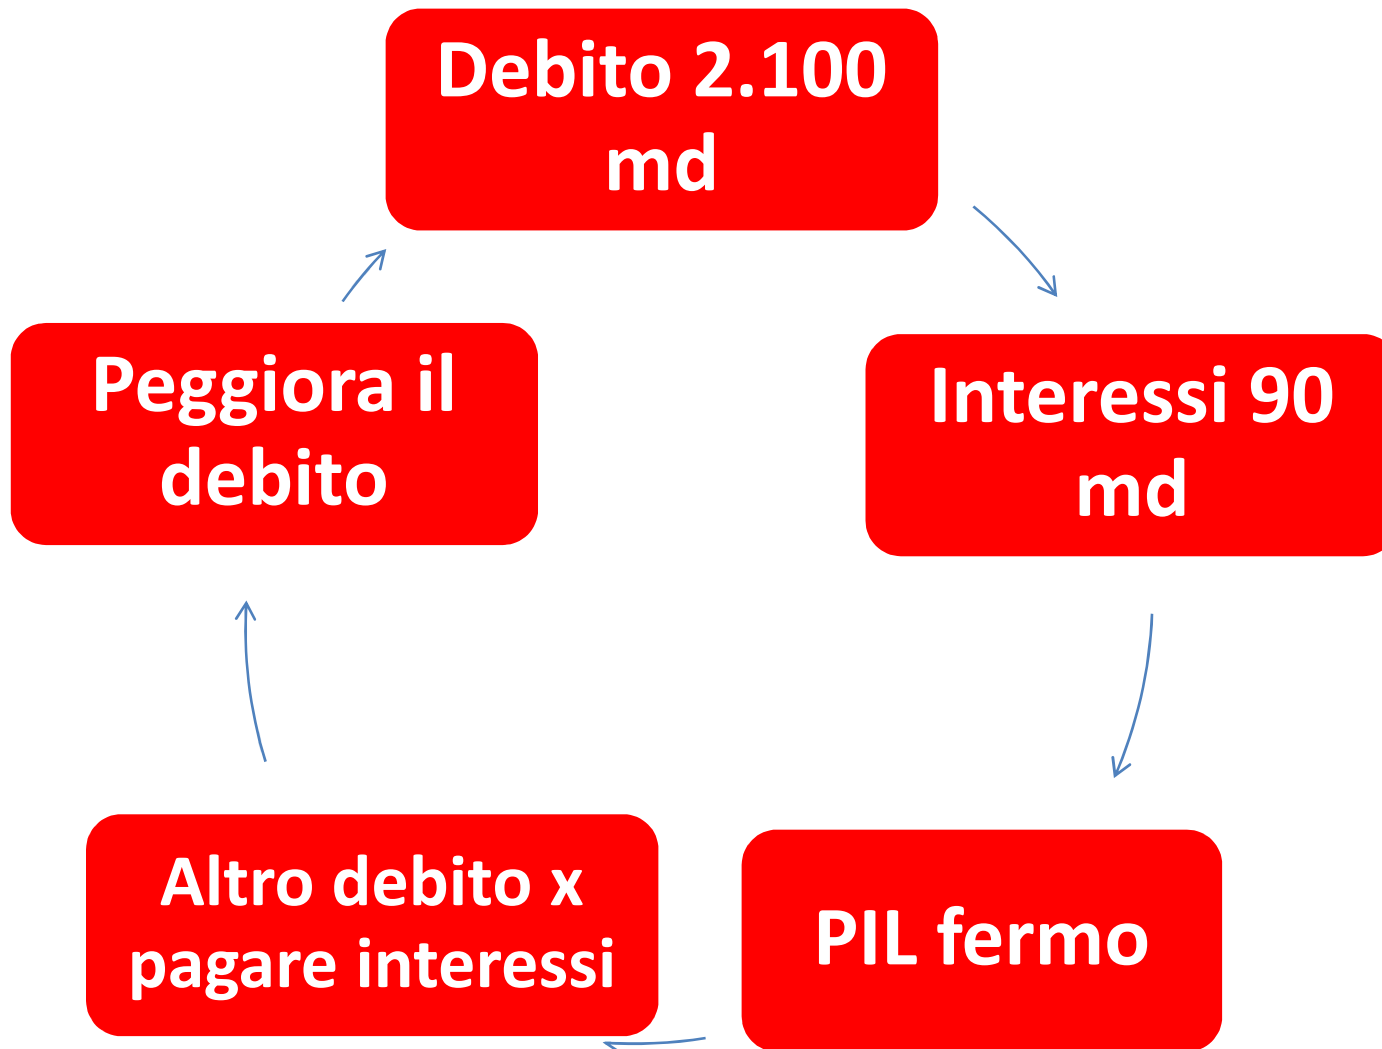 Debito 2.100
md
Interessi 90
md
PIL fermo
Altro debito x
pagare interessi
Peggiora il
debito